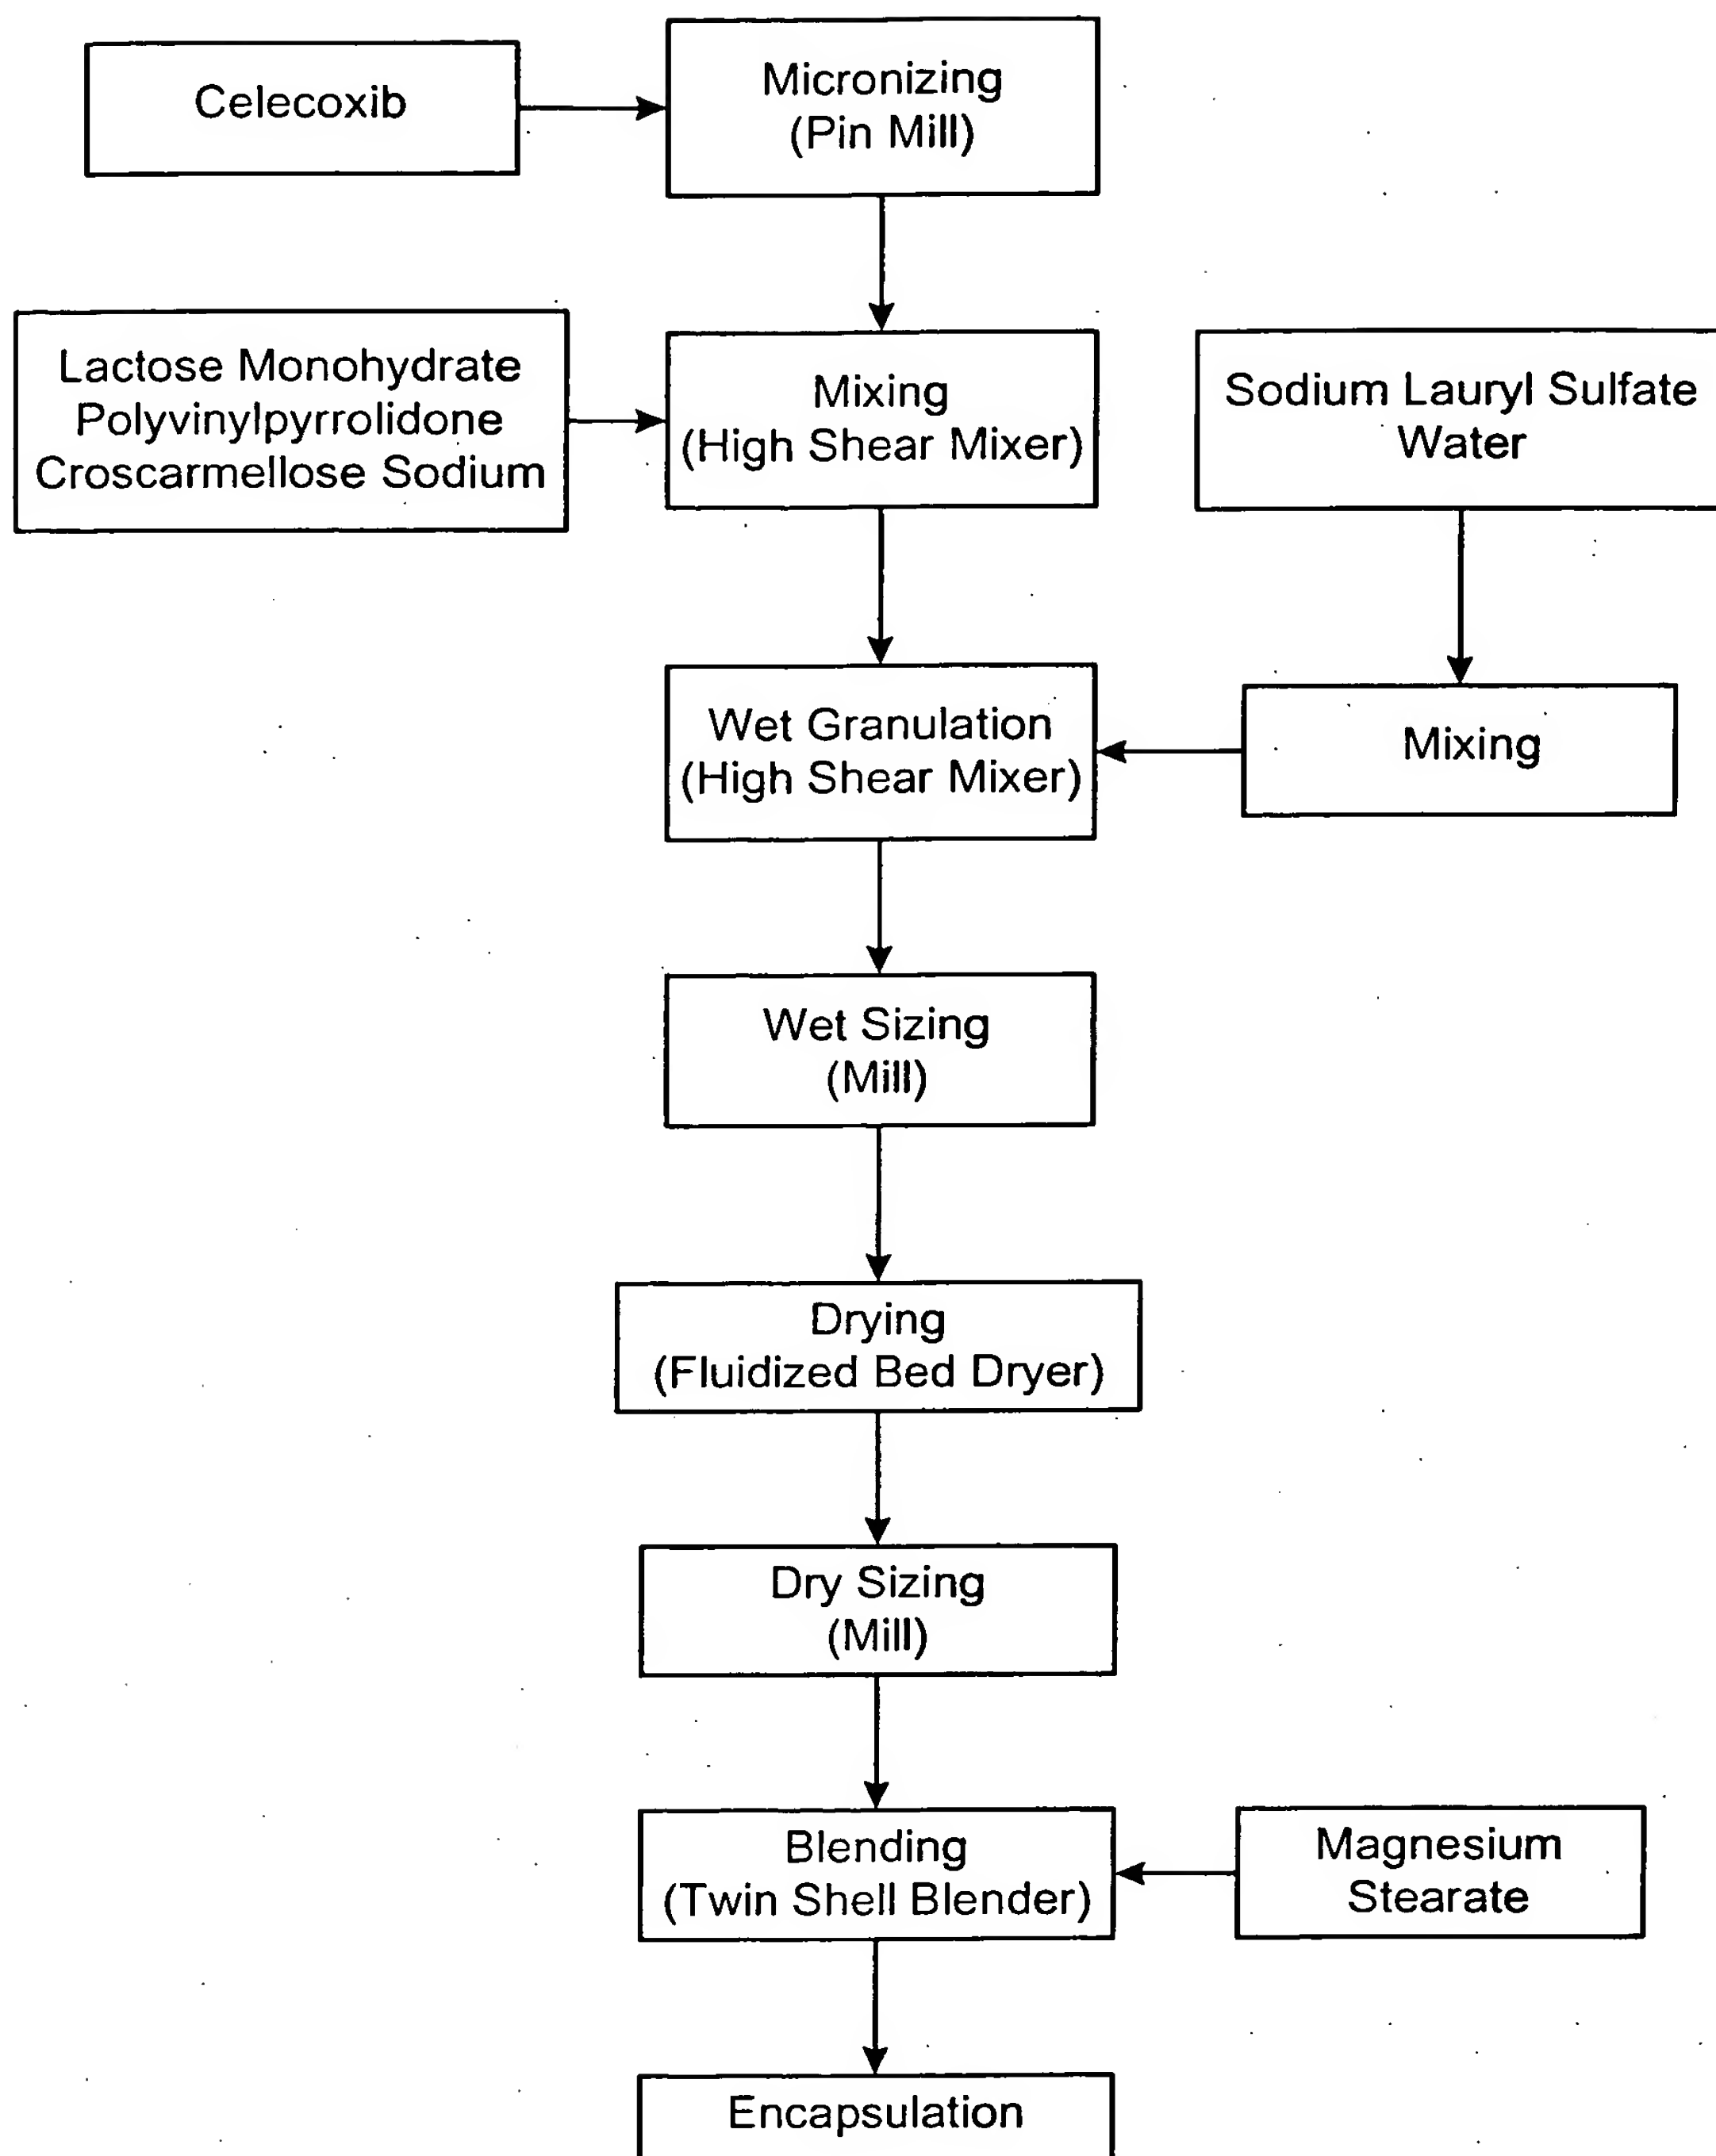 Celecoxib
Micronizing
(Pin Mill)
Lactose Monohydrate
Polyvinylpyrrolidone
Croscarmellose Sodium
Mixing
(High Shear Mixer)
Sodium Lauryl Sulfate
Water
Wet Granulation
(High Shear Mixer)
Mixing
Wet Sizing
(Mill)
Drying
(Fluidized Bed Dryer)
Dry Sizing
(Mill)
Blending
(Twin Shell Blender)
Magnesium
Stearate
Encapsulation